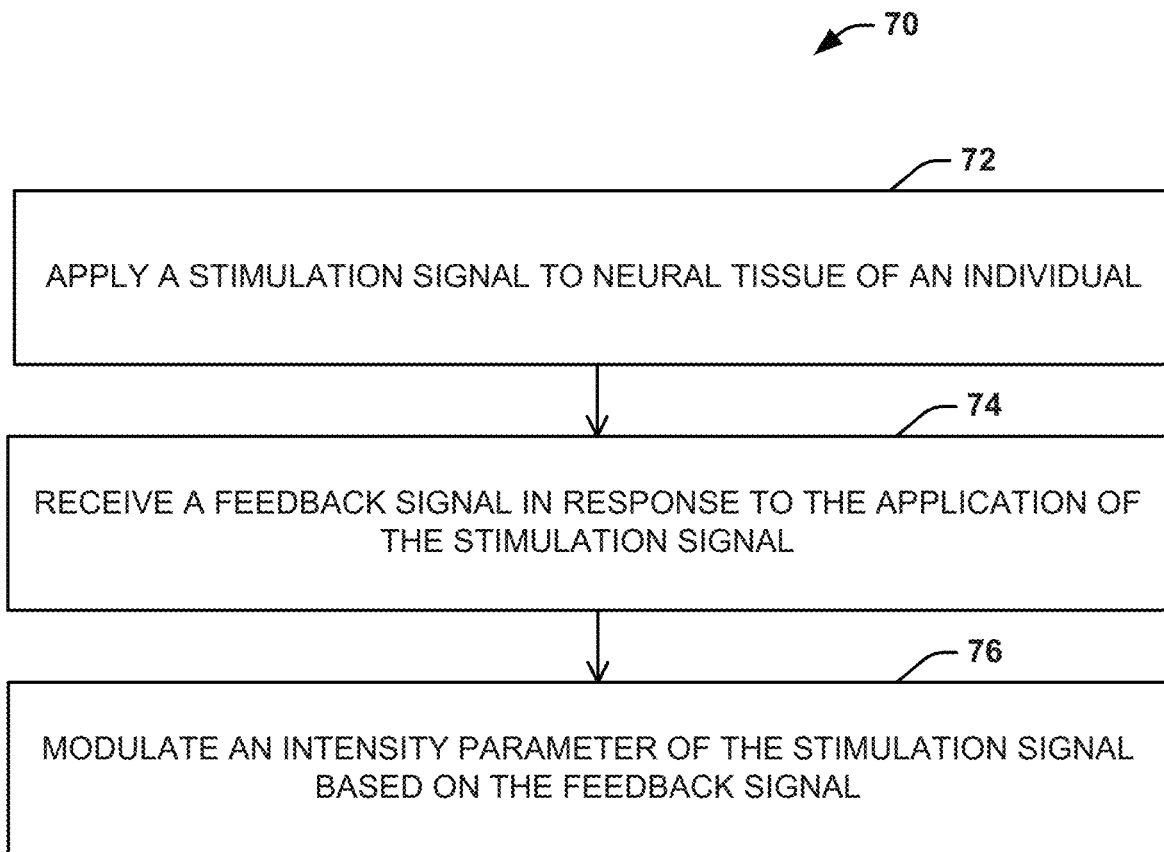 70
72
APPLY A STIMULATION SIGNAL TO NEURAL TISSUE OF AN INDIVIDUAL
74
RECEIVE A FEEDBACK SIGNAL IN RESPONSE TO THE APPLICATION OF
THE STIMULATION SIGNAL
76
MODULATE AN INTENSITY PARAMETER OF THE STIMULATION SIGNAL
BASED ON THE FEEDBACK SIGNAL